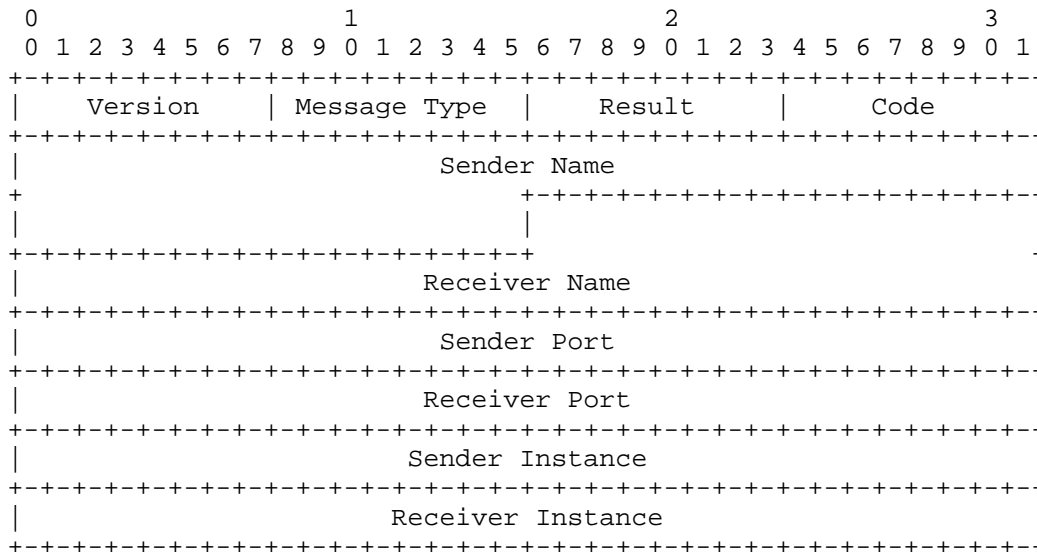 0                   1                   2                   3
 0 1 2 3 4 5 6 7 8 9 0 1 2 3 4 5 6 7 8 9 0 1 2 3 4 5 6 7 8 9 0 1
+-+-+-+-+-+-+-+-+-+-+-+-+-+-+-+-+-+-+-+-+-+-+-+-+-+-+-+-+-+-+-+-
|    Version    | Message Type  |    Result     |     Code
+-+-+-+-+-+-+-+-+-+-+-+-+-+-+-+-+-+-+-+-+-+-+-+-+-+-+-+-+-+-+-+-
|                          Sender Name
+                               +-+-+-+-+-+-+-+-+-+-+-+-+-+-+-+-
|                               |
+-+-+-+-+-+-+-+-+-+-+-+-+-+-+-+-+                               +
|                         Receiver Name
+-+-+-+-+-+-+-+-+-+-+-+-+-+-+-+-+-+-+-+-+-+-+-+-+-+-+-+-+-+-+-+-
|                          Sender Port
+-+-+-+-+-+-+-+-+-+-+-+-+-+-+-+-+-+-+-+-+-+-+-+-+-+-+-+-+-+-+-+-
|                         Receiver Port
+-+-+-+-+-+-+-+-+-+-+-+-+-+-+-+-+-+-+-+-+-+-+-+-+-+-+-+-+-+-+-+-
|                        Sender Instance
+-+-+-+-+-+-+-+-+-+-+-+-+-+-+-+-+-+-+-+-+-+-+-+-+-+-+-+-+-+-+-+-
|                       Receiver Instance
+-+-+-+-+-+-+-+-+-+-+-+-+-+-+-+-+-+-+-+-+-+-+-+-+-+-+-+-+-+-+-+-